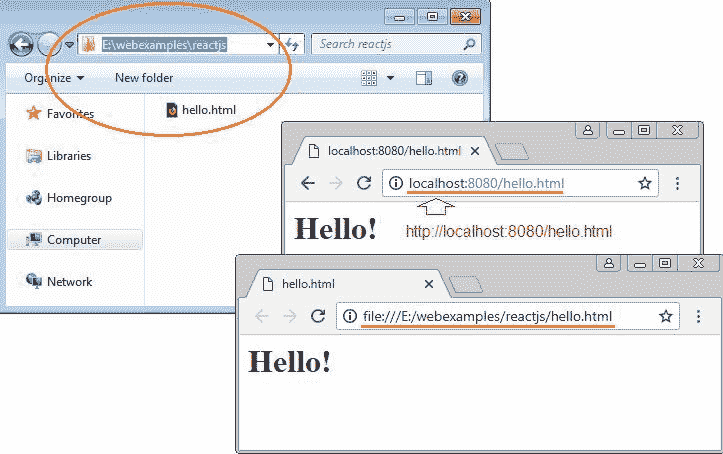 E:\webexamples\reactjs
Search reactjs
Organize
New folder
Favorites
hello.html
Libraries
Homegroup
Computer
Network
localhost:8080/hello.html
localhost:8080/hello.html
Hello!
http://localhost:8080/hello.html
hello.html
file:///E:/webexamples/reactjs/hello.html
Hello!